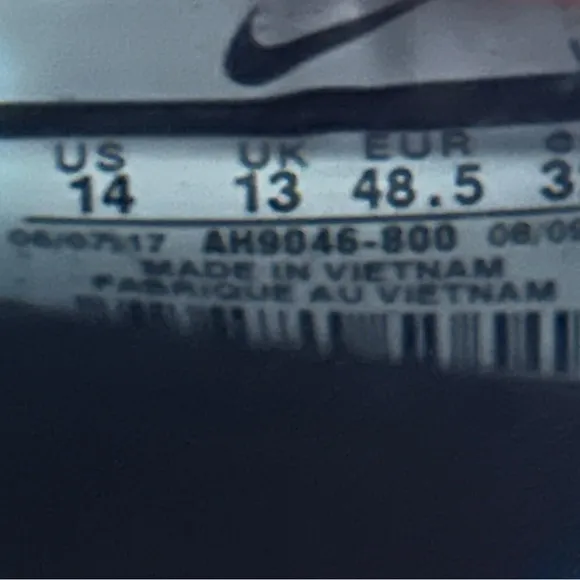 US UK EUR
14 13 48.5
AH9046-800
MADE IN VIETNAM
FABRIQUE AU VIETNAM